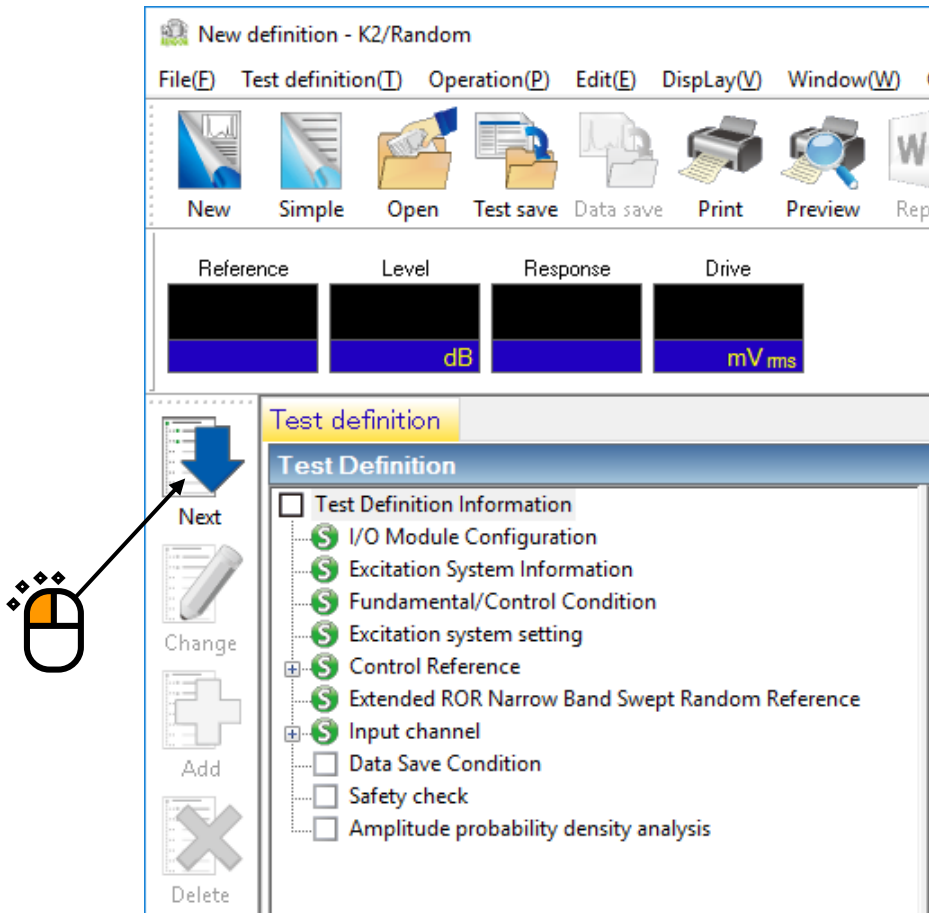 New definition - K2/Random
File(F) Test definition(T) Operation(P) Edit(E) DispLay(V) Window(W)
New Simple Open Test save Data save Print Preview Rep
Reference Level Response Drive
dB mV rms
Test definition
Test Definition
Next
Test Definition Information
S I/O Module Configuration
S Excitation System Information
S Fundamental/Control Condition
S Excitation system setting
Change
S Control Reference
S Extended ROR Narrow Band Swept Random Reference
S Input channel
Add
Data Save Condition
Safety check
Amplitude probability density analysis
Delete